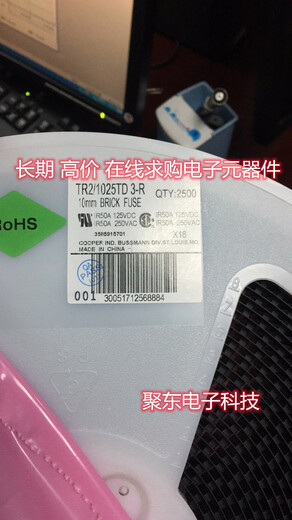 长期 高价 在线求购电子元器件
TR2/1025TD 3-R QTY:2500
10mm BRICK FUSE
RoHS
IR50A 125VDC IR50A 125VDC
IR50A 250VAC IR50A 250VAC
3566915701 X18
COOPER IND. BUSSMANN DIV. ST. LOUIS. MO.
MADE IN CHINA
001 30051712568884
聚东电子科技